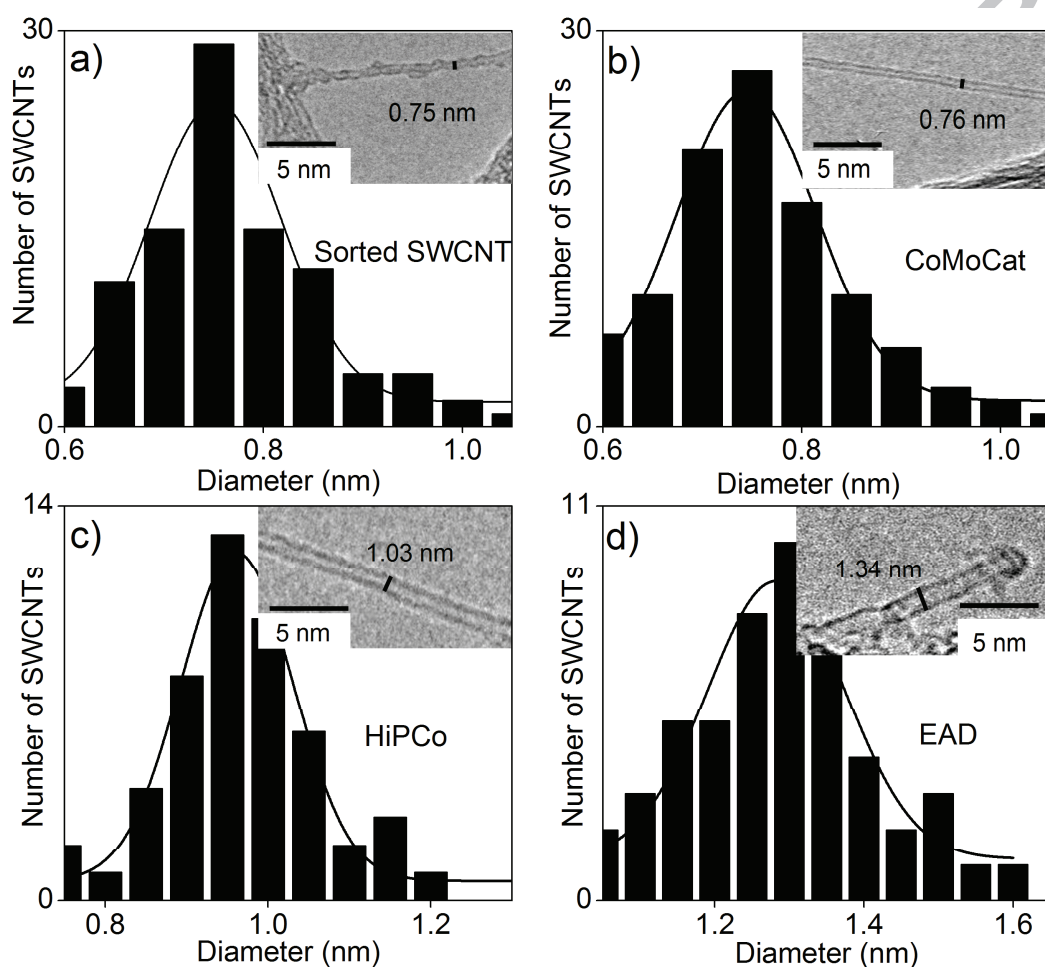 30
a)
0.75 nm
5 nm
Sorted SWCNT
Number of SWCNTs
0
0.6
0.8
1.0
Diameter (nm)
30
b)
0.76 nm
5 nm
CoMoCat
Number of SWCNTs
0
0.6
0.8
1.0
Diameter (nm)
14
c)
1.03 nm
5 nm
HiPCo
Number of SWCNTs
0
0.8
1.0
1.2
Diameter (nm)
11
d)
1.34 nm
5 nm
EAD
Number of SWCNTs
0
1.2
1.4
1.6
Diameter (nm)